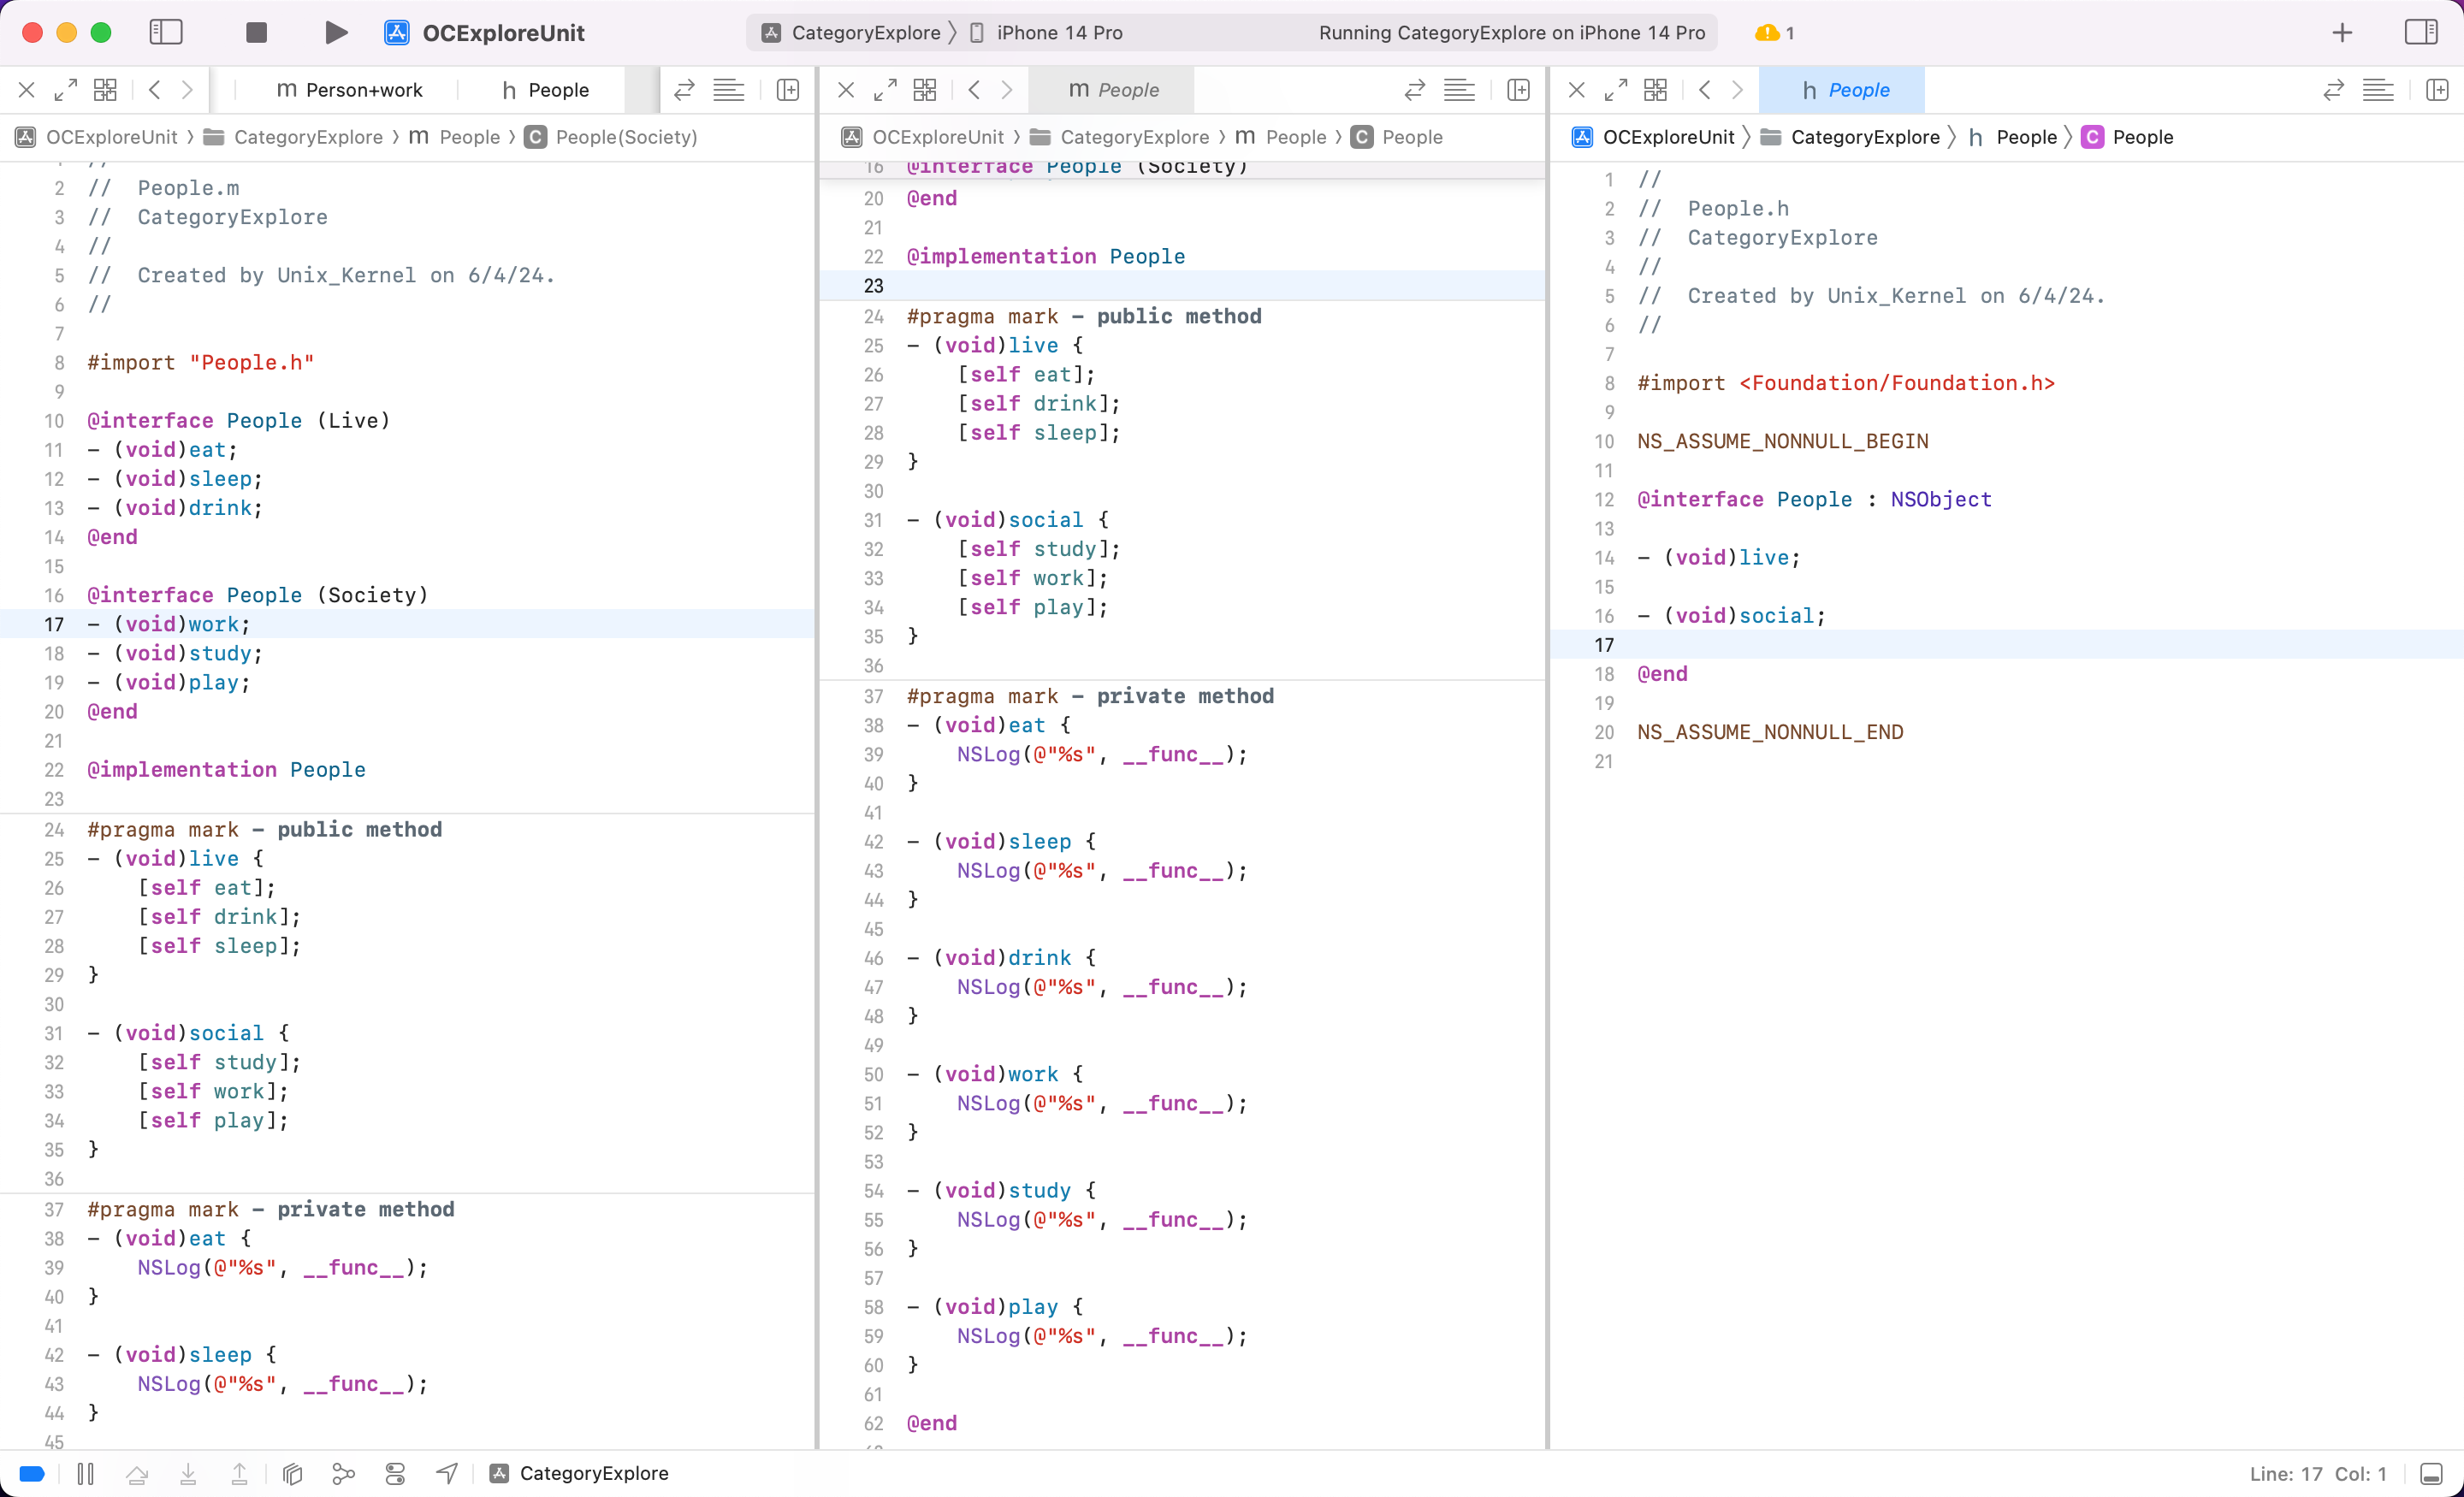 OCExploreUnit
CategoryExplore 〉 iPhone 14 Pro
Running CategoryExplore on iPhone 14 Pro
1
m Person+work
h People
OCExploreUnit 〉 CategoryExplore 〉 m People 〉 C People(Society)
2 //  People.m
3 //  CategoryExplore
4 //
5 //  Created by Unix_Kernel on 6/4/24.
6 //
7
8 #import "People.h"
9
10 @interface People (Live)
11 - (void)eat;
12 - (void)sleep;
13 - (void)drink;
14 @end
15
16 @interface People (Society)
17 - (void)work;
18 - (void)study;
19 - (void)play;
20 @end
21
22 @implementation People
23
24 #pragma mark - public method
25 - (void)live {
26     [self eat];
27     [self drink];
28     [self sleep];
29 }
30
31 - (void)social {
32     [self study];
33     [self work];
34     [self play];
35 }
36
37 #pragma mark - private method
38 - (void)eat {
39     NSLog(@"%s", __func__);
40 }
41
42 - (void)sleep {
43     NSLog(@"%s", __func__);
44 }
45
m People
OCExploreUnit 〉 CategoryExplore 〉 m People 〉 C People
16 @interface People (Society)
20 @end
21
22 @implementation People
23
24 #pragma mark - public method
25 - (void)live {
26     [self eat];
27     [self drink];
28     [self sleep];
29 }
30
31 - (void)social {
32     [self study];
33     [self work];
34     [self play];
35 }
36
37 #pragma mark - private method
38 - (void)eat {
39     NSLog(@"%s", __func__);
40 }
41
42 - (void)sleep {
43     NSLog(@"%s", __func__);
44 }
45
46 - (void)drink {
47     NSLog(@"%s", __func__);
48 }
49
50 - (void)work {
51     NSLog(@"%s", __func__);
52 }
53
54 - (void)study {
55     NSLog(@"%s", __func__);
56 }
57
58 - (void)play {
59     NSLog(@"%s", __func__);
60 }
61
62 @end
h People
OCExploreUnit 〉 CategoryExplore 〉 h People 〉 C People
1 //
2 //  People.h
3 //  CategoryExplore
4 //
5 //  Created by Unix_Kernel on 6/4/24.
6 //
7
8 #import <Foundation/Foundation.h>
9
10 NS_ASSUME_NONNULL_BEGIN
11
12 @interface People : NSObject
13
14 - (void)live;
15
16 - (void)social;
17
18 @end
19
20 NS_ASSUME_NONNULL_END
21
CategoryExplore
Line: 17 Col: 1